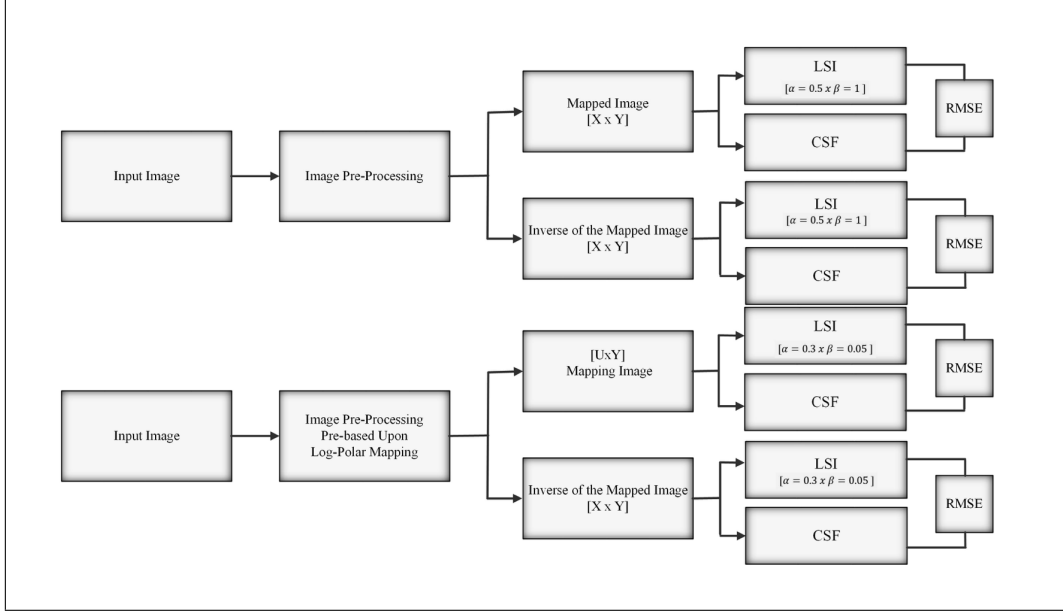 Input Image
Image Pre-Processing
Mapped Image
[X x Y]
LSI
[α = 0.5 x β = 1 ]
CSF
RMSE
Inverse of the Mapped Image
[X x Y]
LSI
[α = 0.5 x β = 1 ]
CSF
RMSE
Input Image
Image Pre-Processing
Pre-based Upon
Log-Polar Mapping
[UxY]
Mapping Image
LSI
[α = 0.3 x β = 0.05 ]
CSF
RMSE
Inverse of the Mapped Image
[X x Y]
LSI
[α = 0.3 x β = 0.05 ]
CSF
RMSE